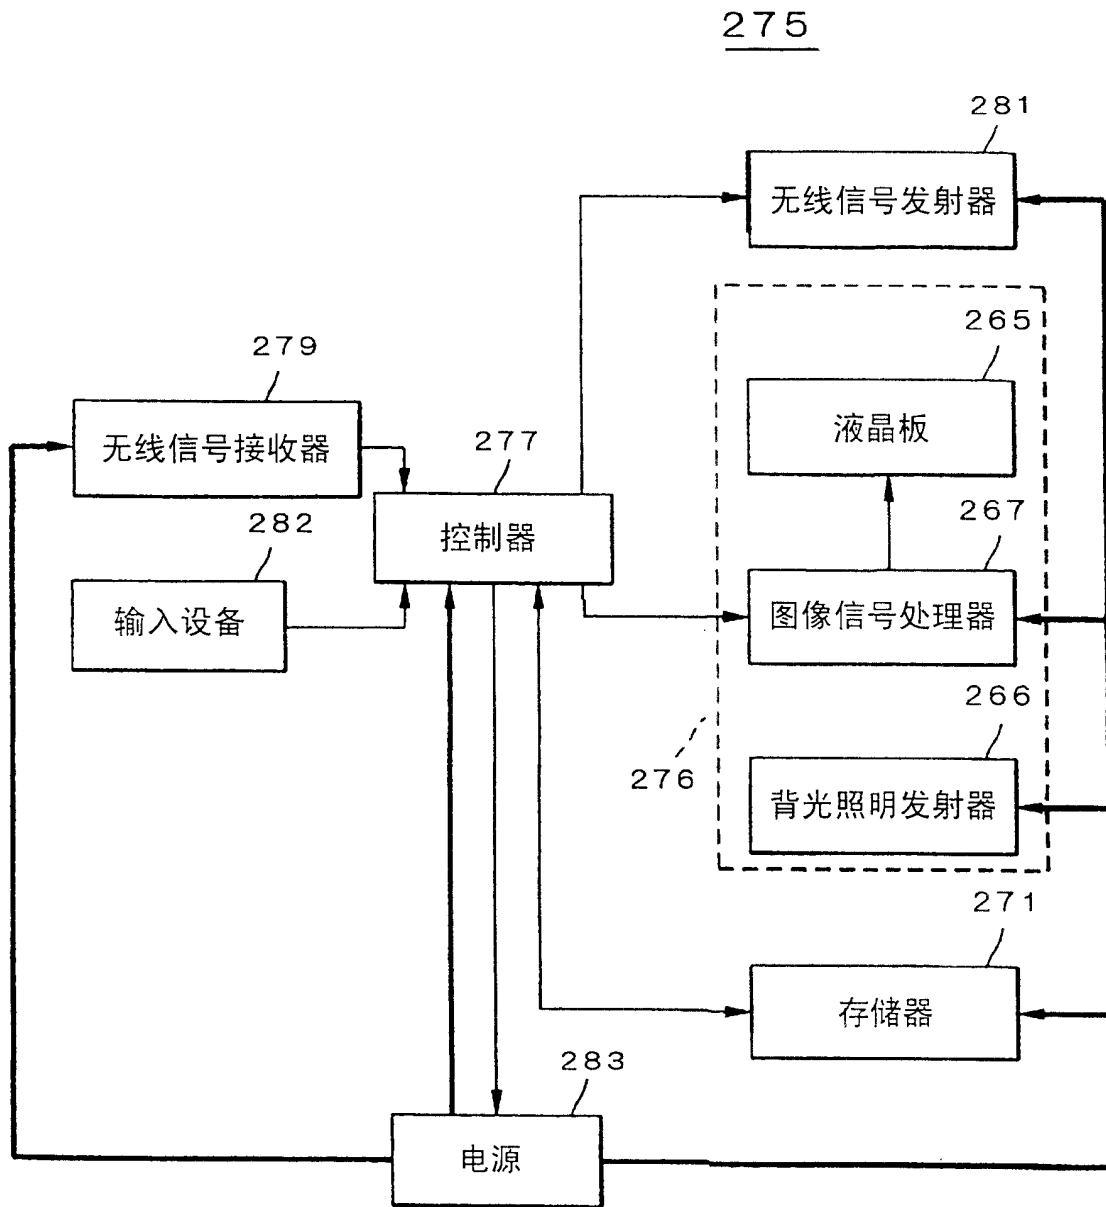 275
281
无线信号发射器
265
液晶板
279
无线信号接收器
277
控制器
282
输入设备
267
图像信号处理器
266
背光照明发射器
276
271
存储器
283
电源